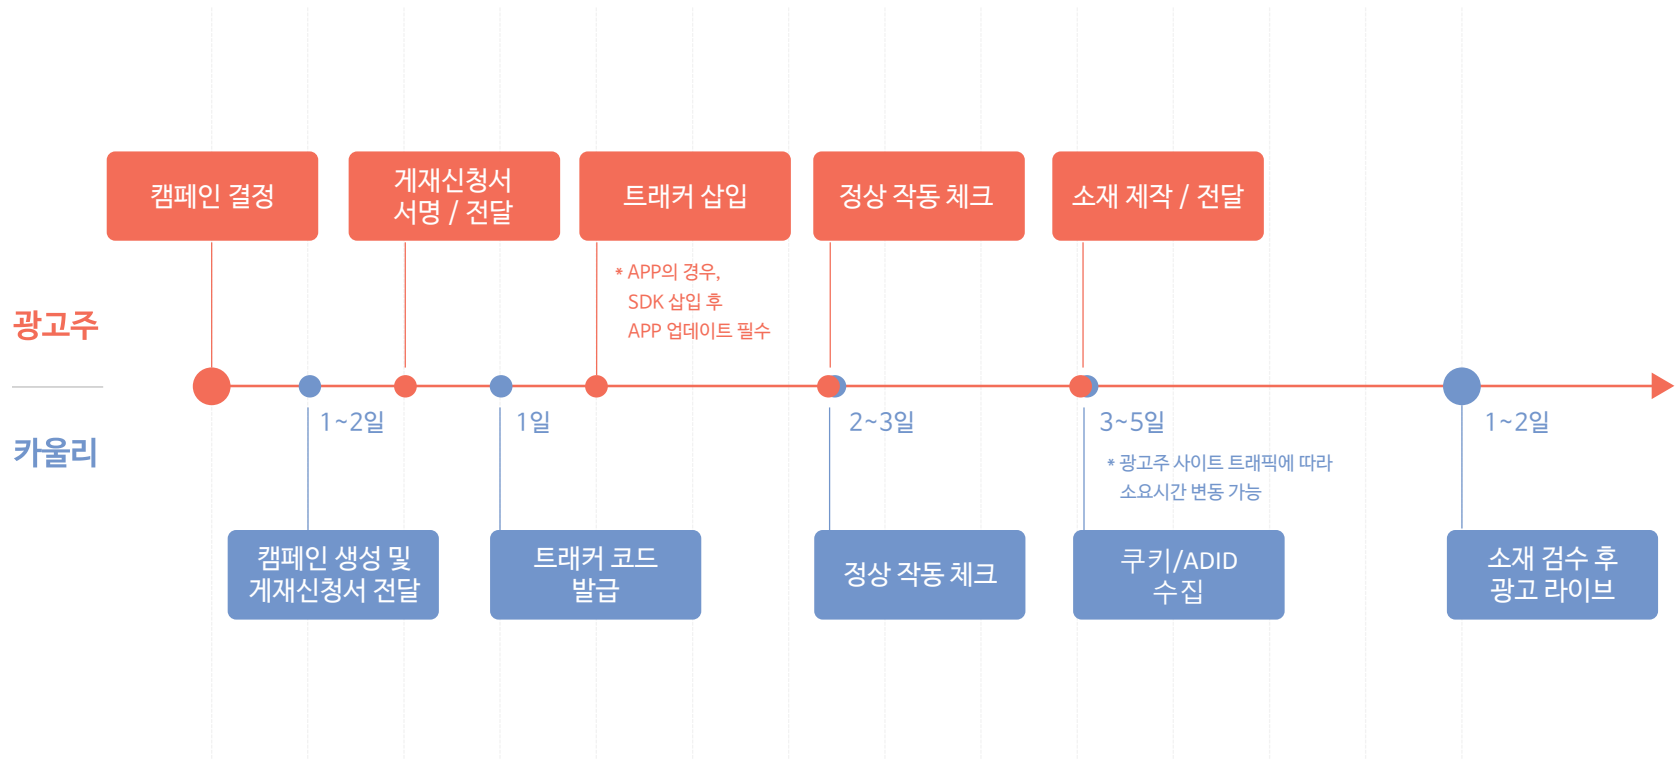 캠페인 결정
게재신청서
서명 / 전달
트래커 삽입
정상 작동 체크
소재 제작 / 전달
* APP의 경우,
SDK 삽입 후
APP 업데이트 필수
광고주
카울리
1~2일
1일
2~3일
3~5일
1~2일
* 광고주 사이트 트래픽에 따라
소요시간 변동 가능
캠페인 생성 및
게재신청서 전달
트래커 코드
발급
정상 작동 체크
쿠키/ADID
수집
소재 검수 후
광고 라이브